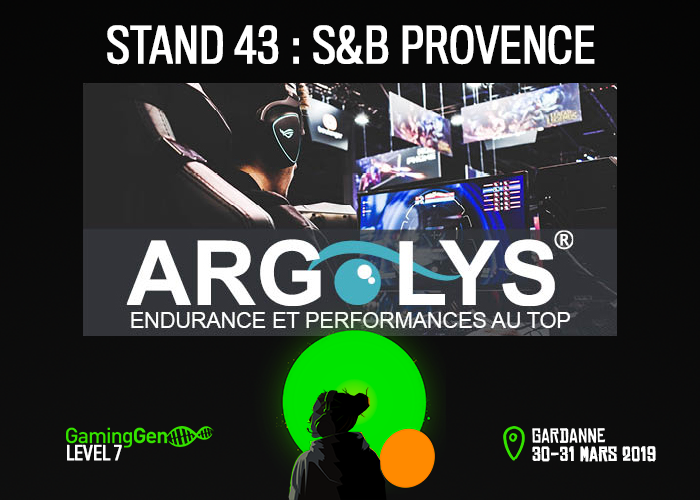 STAND 43 : S&B PROVENCE
ARGOLYS®
ENDURANCE ET PERFORMANCES AU TOP
GamingGen
LEVEL 7
GARDANNE
30-31 MARS 2019